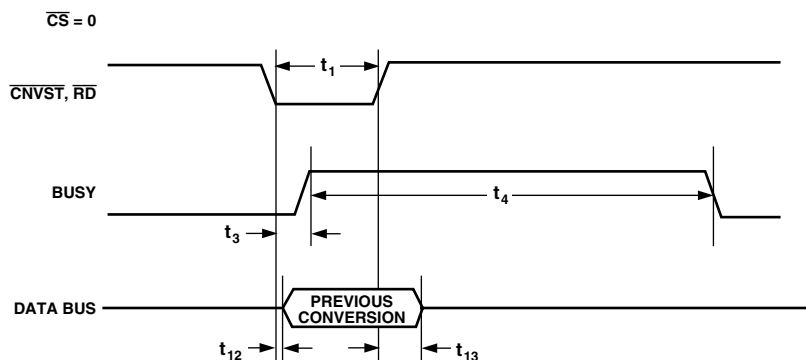 CS = 0
t1
CNVST, RD
BUSY
t4
t3
DATA BUS
PREVIOUS
CONVERSION
t12
t13